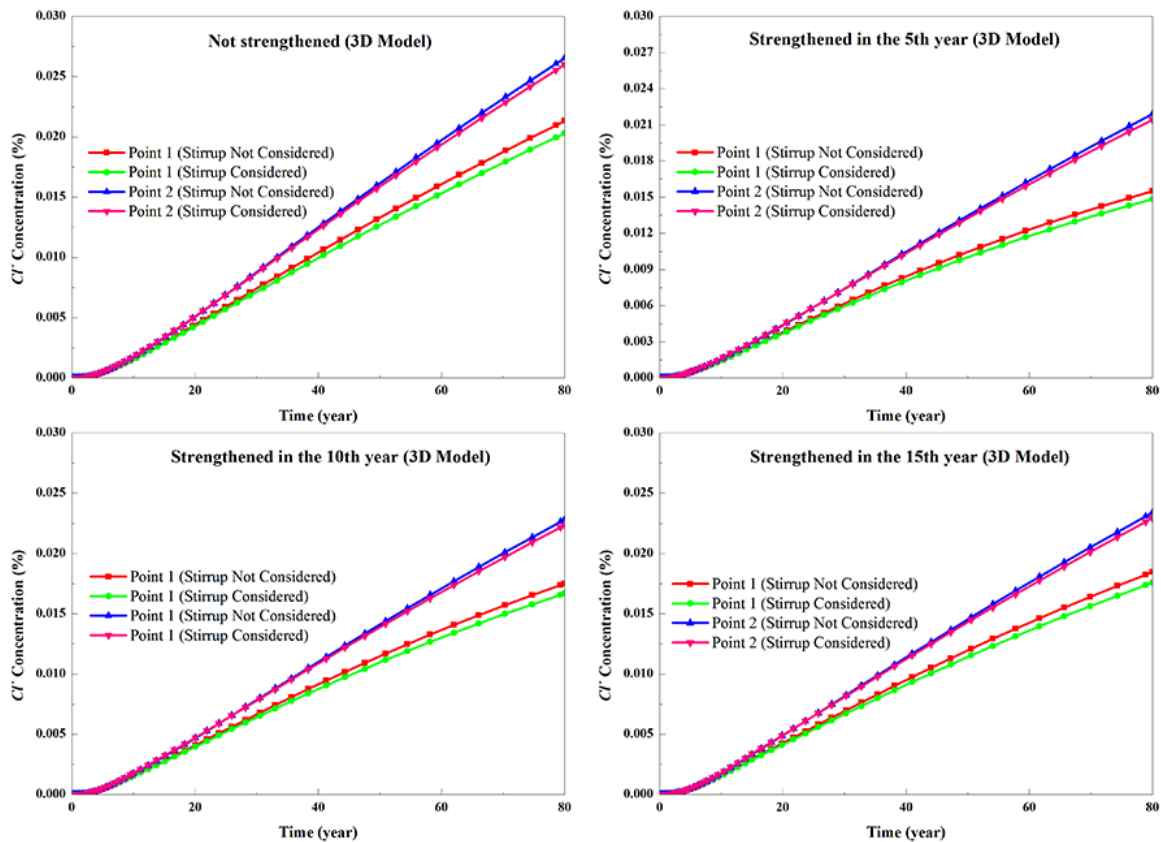 Not strengthened (3D Model)
Cl⁻ Concentration (%)
0.030
0.025
0.020
0.015
0.010
0.005
0.000
Point 1 (Stirrup Not Considered)
Point 1 (Stirrup Considered)
Point 2 (Stirrup Not Considered)
Point 2 (Stirrup Considered)
0 20 40 60 80
Time (year)
Strengthened in the 5th year (3D Model)
Cl⁻ Concentration (%)
0.030
0.027
0.024
0.021
0.018
0.015
0.012
0.009
0.006
0.003
0.000
Point 1 (Stirrup Not Considered)
Point 1 (Stirrup Considered)
Point 2 (Stirrup Not Considered)
Point 2 (Stirrup Considered)
0 20 40 60 80
Time (year)
Strengthened in the 10th year (3D Model)
Cl⁻ Concentration (%)
0.030
0.025
0.020
0.015
0.010
0.005
0.000
Point 1 (Stirrup Not Considered)
Point 1 (Stirrup Considered)
Point 1 (Stirrup Not Considered)
Point 1 (Stirrup Considered)
0 20 40 60 80
Time (year)
Strengthened in the 15th year (3D Model)
Cl⁻ Concentration (%)
0.030
0.025
0.020
0.015
0.010
0.005
0.000
Point 1 (Stirrup Not Considered)
Point 1 (Stirrup Considered)
Point 2 (Stirrup Not Considered)
Point 2 (Stirrup Considered)
0 20 40 60 80
Time (year)